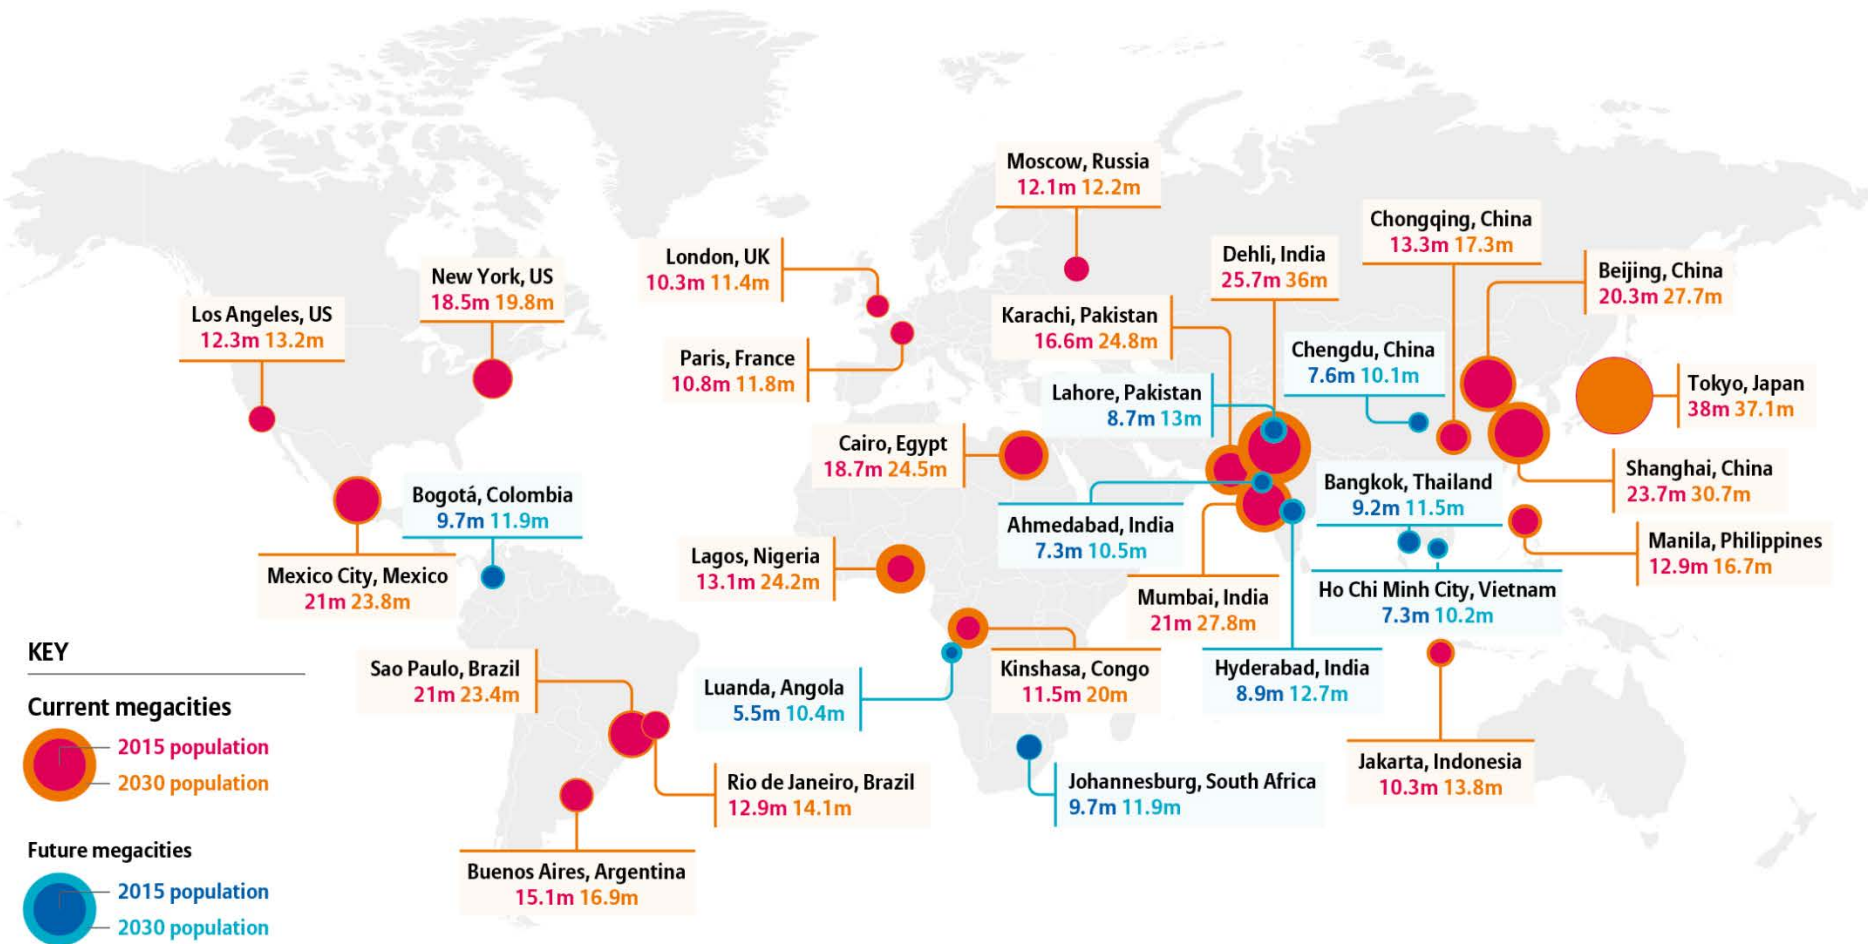 Moscow, Russia
12.1m 12.2m
Chongqing, China
13.3m 17.3m
London, UK
10.3m 11.4m
Dehli, India
25.7m 36m
Beijing, China
20.3m 27.7m
New York, US
18.5m 19.8m
Los Angeles, US
12.3m 13.2m
Karachi, Pakistan
16.6m 24.8m
Paris, France
10.8m 11.8m
Chengdu, China
7.6m 10.1m
Lahore, Pakistan
8.7m 13m
Tokyo, Japan
38m 37.1m
Cairo, Egypt
18.7m 24.5m
Shanghai, China
23.7m 30.7m
Bogotá, Colombia
9.7m 11.9m
Bangkok, Thailand
9.2m 11.5m
Ahmedabad, India
7.3m 10.5m
Manila, Philippines
12.9m 16.7m
Lagos, Nigeria
13.1m 24.2m
Mexico City, Mexico
21m 23.8m
Mumbai, India
21m 27.8m
Ho Chi Minh City, Vietnam
7.3m 10.2m
Sao Paulo, Brazil
21m 23.4m
Luanda, Angola
5.5m 10.4m
Kinshasa, Congo
11.5m 20m
Hyderabad, India
8.9m 12.7m
Rio de Janeiro, Brazil
12.9m 14.1m
Johannesburg, South Africa
9.7m 11.9m
Jakarta, Indonesia
10.3m 13.8m
Buenos Aires, Argentina
15.1m 16.9m
KEY
Current megacities
2015 population
2030 population
Future megacities
2015 population
2030 population